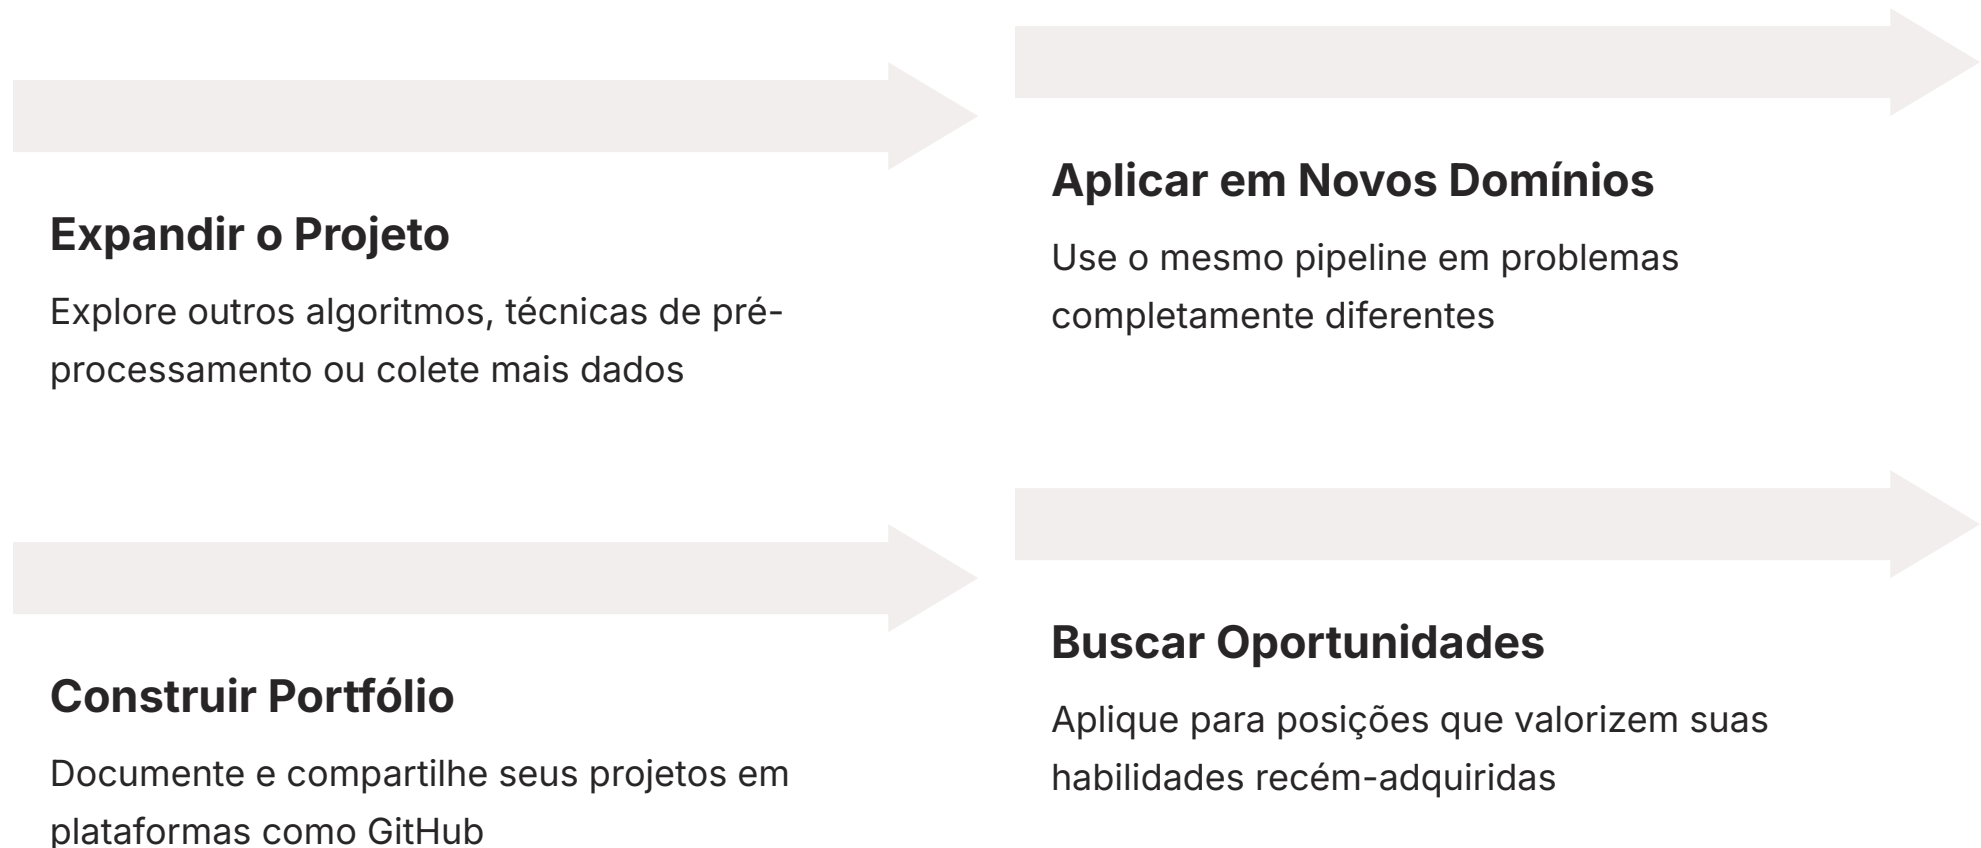 Expandir o Projeto
Explore outros algoritmos, técnicas de pré-
processamento ou colete mais dados
Aplicar em Novos Domínios
Use o mesmo pipeline em problemas
completamente diferentes
Construir Portfólio
Documente e compartilhe seus projetos em
plataformas como GitHub
Buscar Oportunidades
Aplique para posições que valorizem suas
habilidades recém-adquiridas